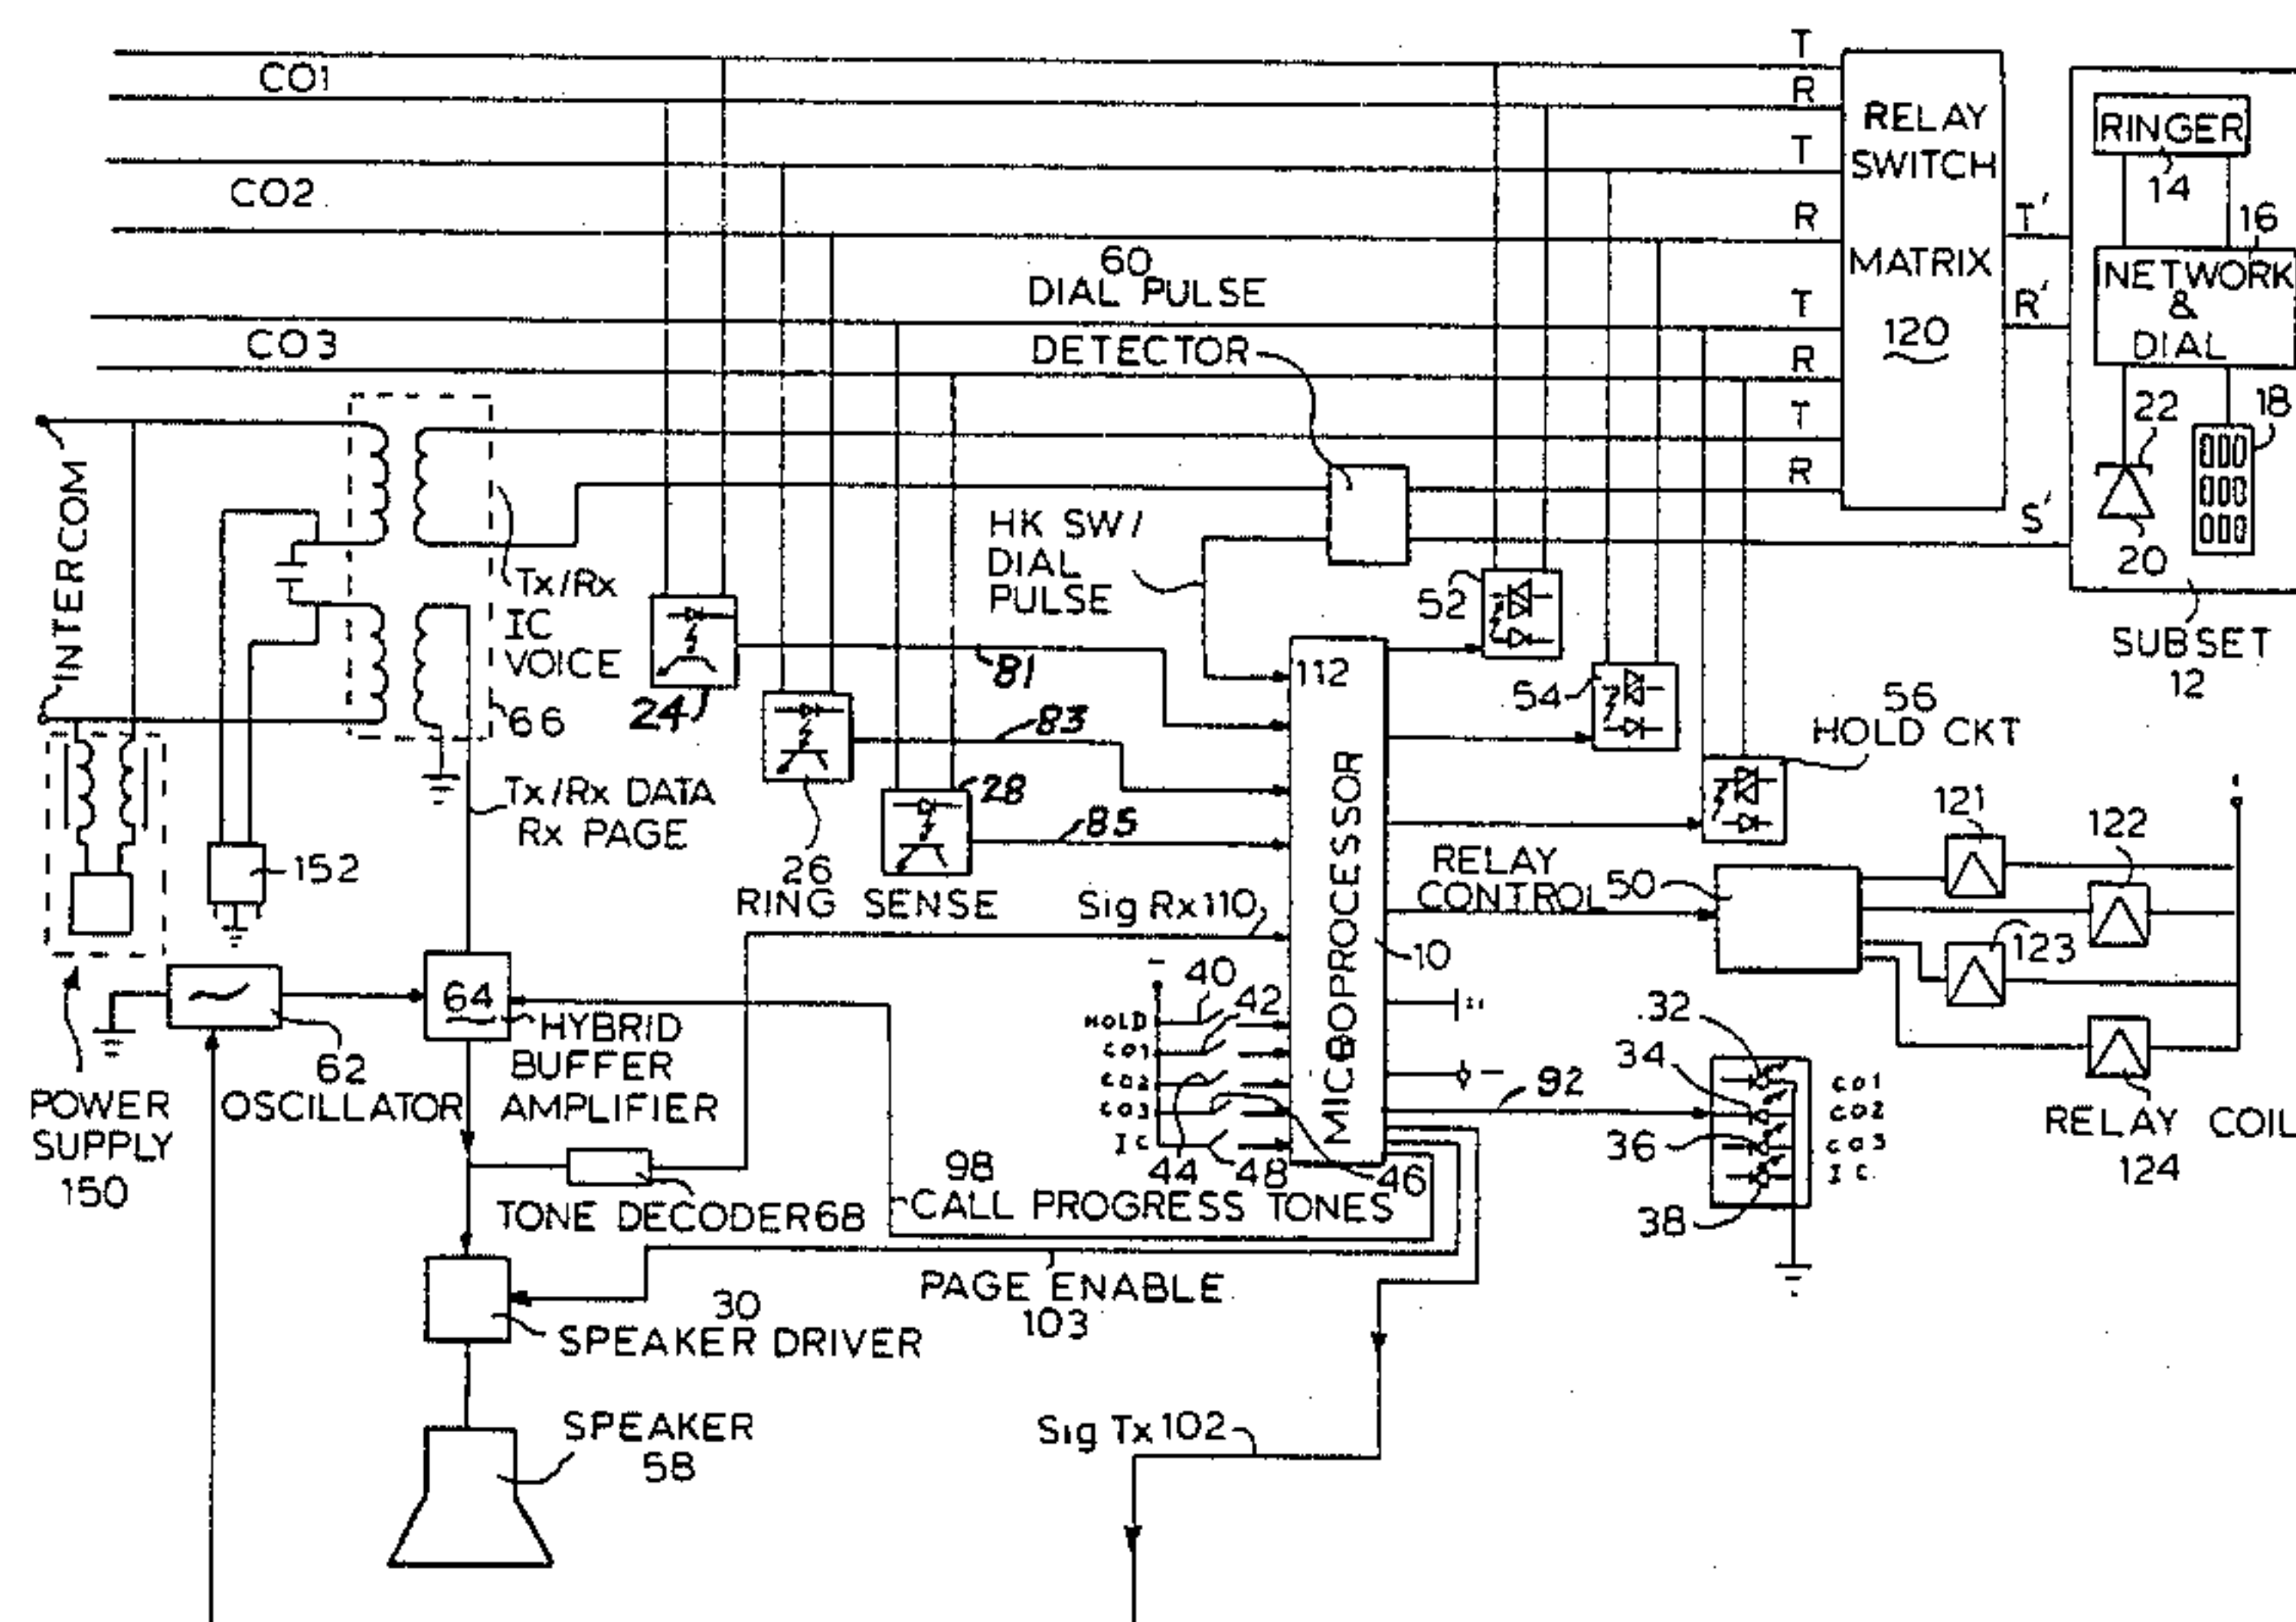 CO1
T
R
RELAY
SWITCH
MATRIX
120
RINGER
14
CO2
T
R
T'
16
NETWORK
&
DIAL
R'
60
DIAL PULSE
DETECTOR
CO3
T
R
T
R
22
18
20
S'
SUBSET
12
INTERCOM
Tx/Rx
IC
VOICE
66
HK SW/
DIAL
PULSE
24
81
26
83
28
85
RING SENSE
112
52
54
56
HOLD CKT
Tx/Rx DATA
Rx PAGE
152
Sig Rx 110
MICROPROCESSOR
10
RELAY
CONTROL
50
121
122
123
RELAY COIL
124
64
HYBRID
BUFFER
AMPLIFIER
62
OSCILLATOR
POWER
SUPPLY
150
40
42
HOLD
CO1
CO2
CO3
IC
44
48
46
92
32
34
36
38
CO1
CO2
CO3
IC
TONE DECODER 68
98
CALL PROGRESS TONES
PAGE ENABLE
103
30
SPEAKER DRIVER
SPEAKER
58
Sig Tx 102